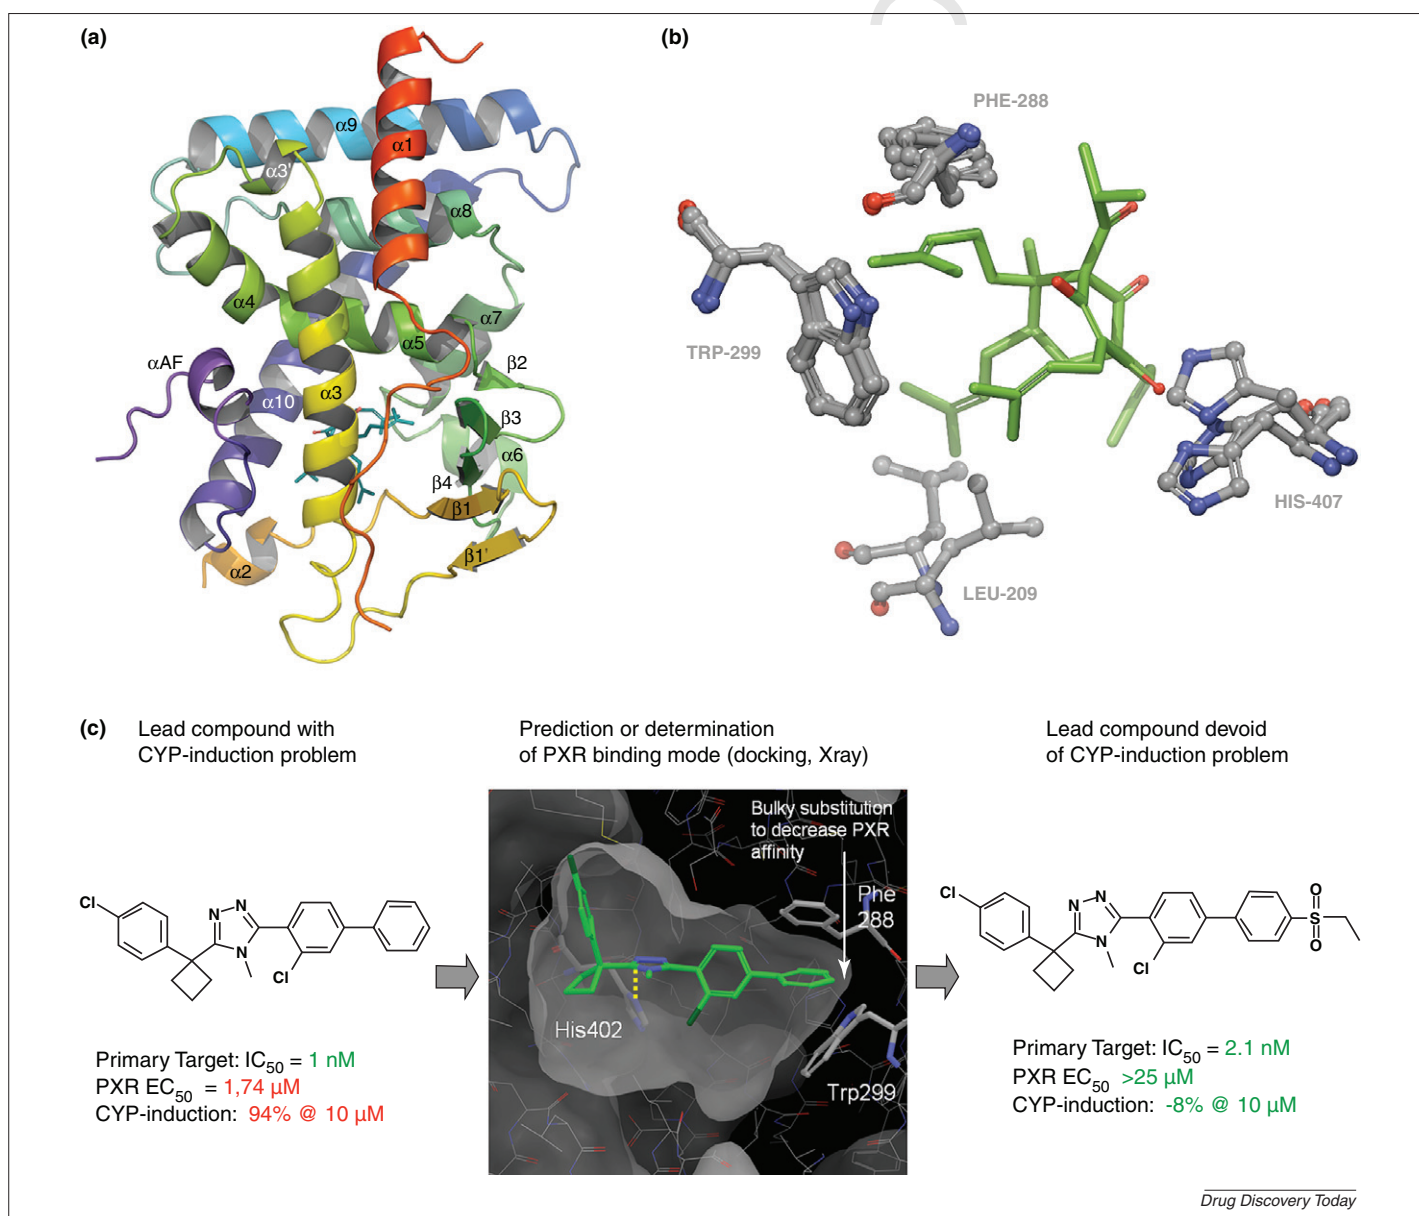 (a)
α9
α1
α3'
α8
α4
α7
α5
αAF
β2
α3
α10
β3
α6
β4
β1
β1'
α2
(b)
PHE-288
TRP-299
HIS-407
LEU-209
(c)
Lead compound with
CYP-induction problem
Prediction or determination
of PXR binding mode (docking, Xray)
Lead compound devoid
of CYP-induction problem
Cl
N
N
N
Cl
Primary Target: IC50 = 1 nM
PXR EC50 = 1,74 μM
CYP-induction: 94% @ 10 μM
Bulky substitution
to decrease PXR
affinity
Phe
288
His402
Trp299
Cl
N
N
N
Cl
O
S
O
Primary Target: IC50 = 2.1 nM
PXR EC50 >25 μM
CYP-induction: -8% @ 10 μM
Drug Discovery Today